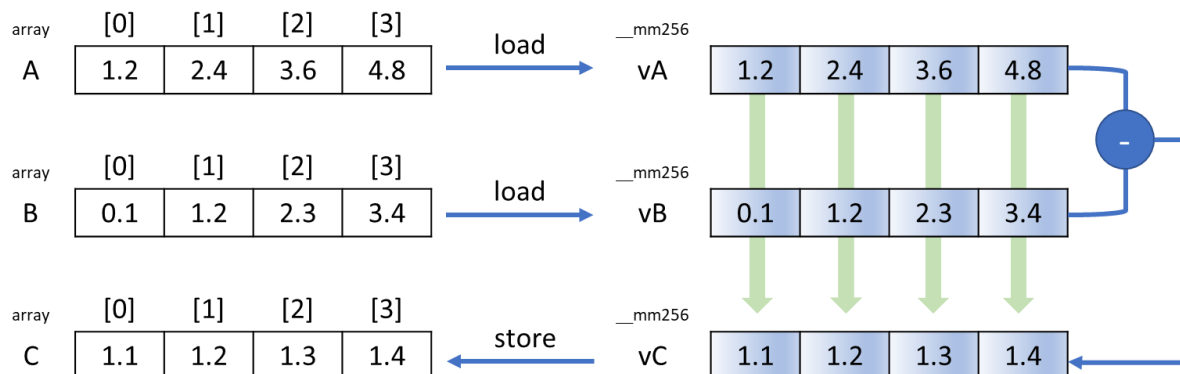 array [0] [1] [2] [3] load __mm256
A 1.2 2.4 3.6 4.8 vA 1.2 2.4 3.6 4.8
-
array [0] [1] [2] [3] load __mm256
B 0.1 1.2 2.3 3.4 vB 0.1 1.2 2.3 3.4
array [0] [1] [2] [3] store __mm256
C 1.1 1.2 1.3 1.4 vC 1.1 1.2 1.3 1.4